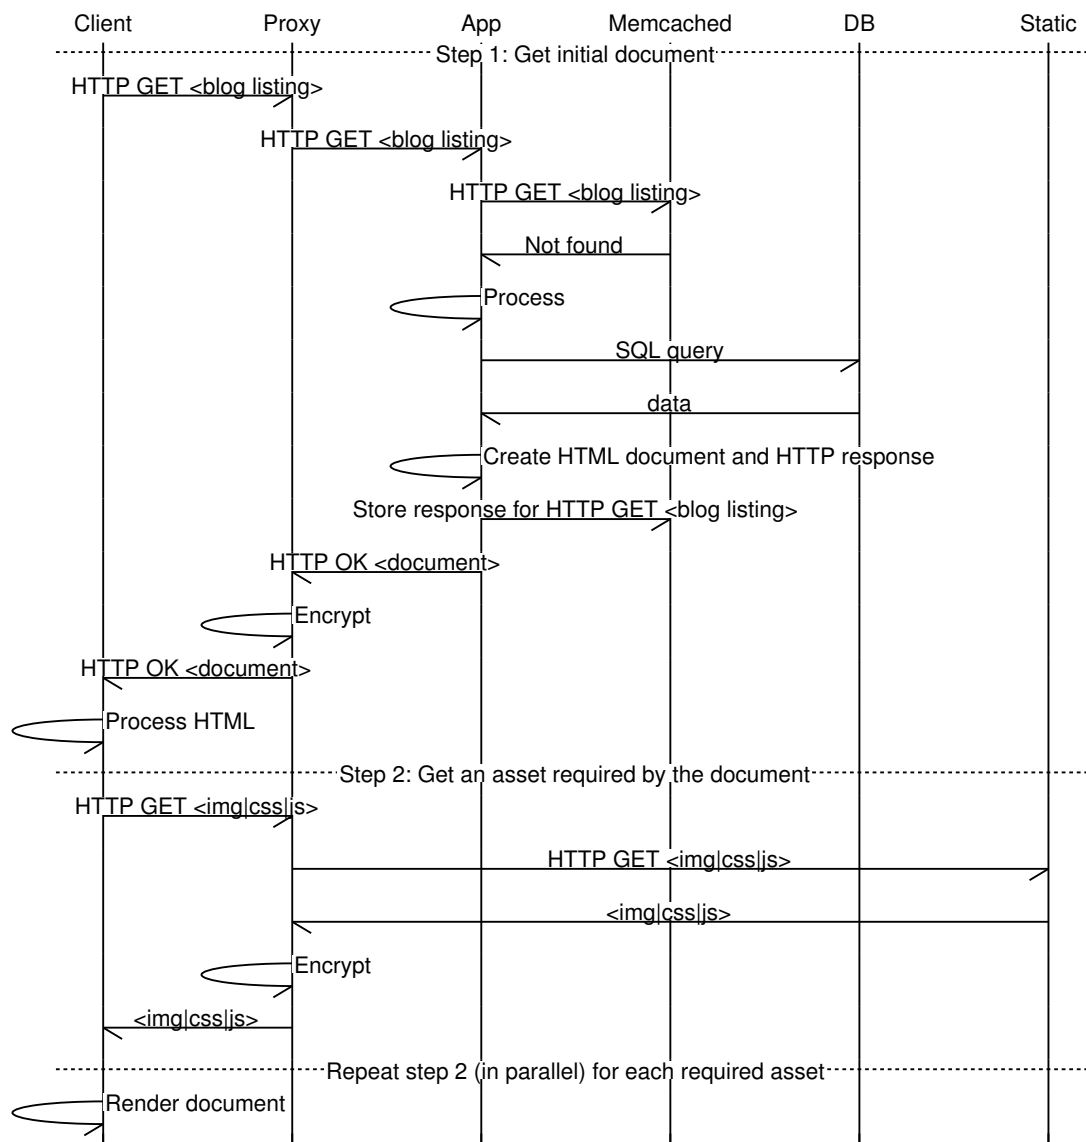 Client Proxy App Memcached DB Static
Step 1: Get initial document
HTTP GET <blog listing>
HTTP GET <blog listing>
HTTP GET <blog listing>
Not found
Process
SQL query
data
Create HTML document and HTTP response
Store response for HTTP GET <blog listing>
HTTP OK <document>
Encrypt
HTTP OK <document>
Process HTML
Step 2: Get an asset required by the document
HTTP GET <img|css|js>
HTTP GET <img|css|js>
<img|css|js>
Encrypt
<img|css|js>
Repeat step 2 (in parallel) for each required asset
Render document